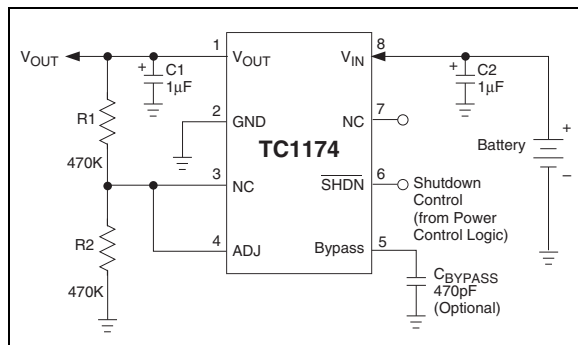 VOUT
+
C1
1µF
1
VOUT
VIN
8
+
C2
1µF
R1
470K
2
GND
NC
7
TC1174
Battery
+
–
3
NC
SHDN
6
Shutdown
Control
(from Power
Control Logic)
R2
470K
4
ADJ
Bypass
5
CBYPASS
470pF
(Optional)